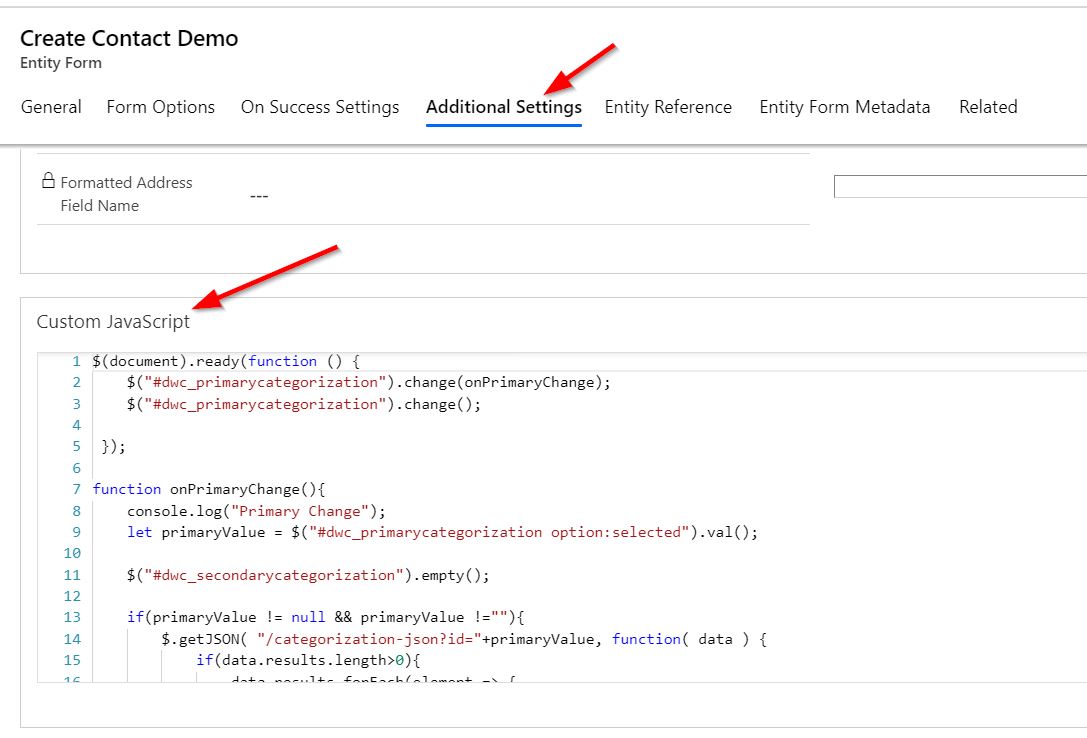 Create Contact Demo
Entity Form
General Form Options On Success Settings Additional Settings Entity Reference Entity Form Metadata Related
Formatted Address
Field Name
---
Custom JavaScript
1 $(document).ready(function () {
2 $("#dwc_primarycategorization").change(onPrimaryChange);
3 $("#dwc_primarycategorization").change();
4
5 });
6
7 function onPrimaryChange(){
8 console.log("Primary Change");
9 let primaryValue = $("#dwc_primarycategorization option:selected").val();
10
11 $("#dwc_secondarycategorization").empty();
12
13 if(primaryValue != null && primaryValue !=""){
14 $.getJSON( "/categorization-json?id="+primaryValue, function( data ) {
15 if(data.results.length>0){
16 data.results.forEach(element => {